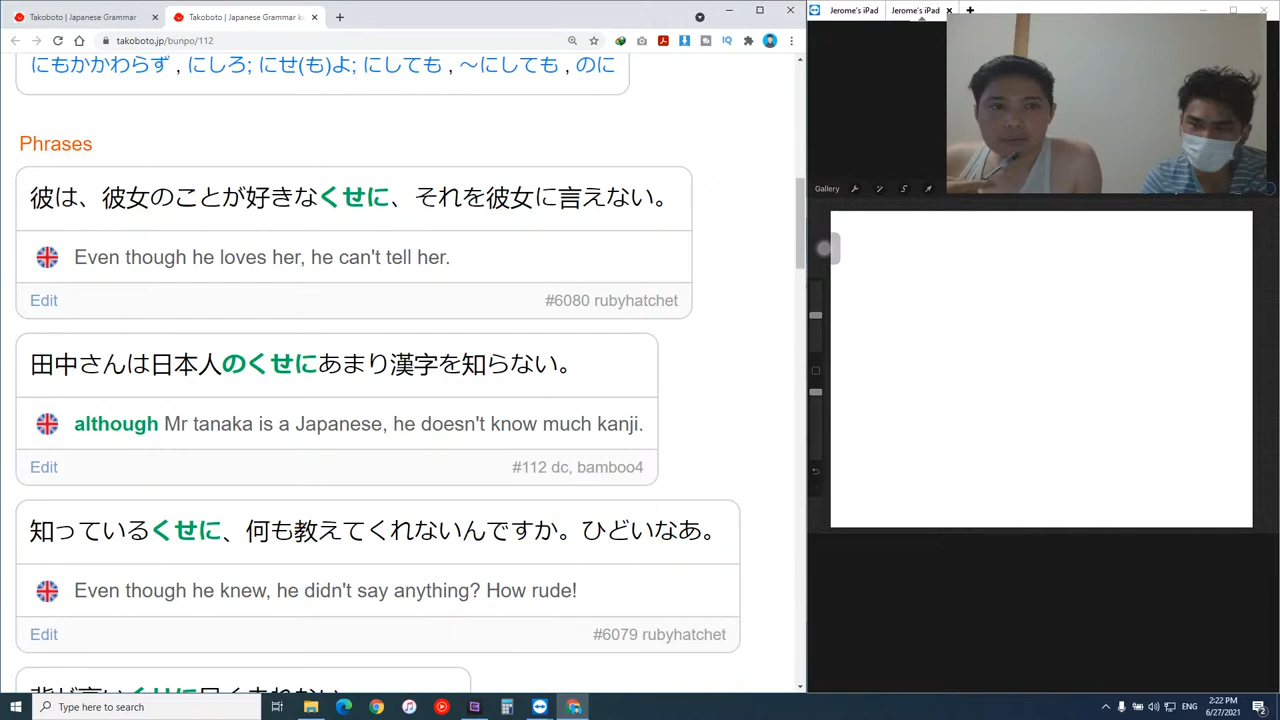 Takoboto | Japanese Grammar
Takoboto | Japanese Grammar k
Jerome's iPad
Jerome's iPad
takoboto.jp/bunpo/112
IQ
にもかかわらず , にしろ; にせ(も)よ; にしても , ～にしても , のに
Gallery
Phrases
彼は、彼女のことが好きなくせに、それを彼女に言えない。
Even though he loves her, he can't tell her.
Edit
#6080 rubyhatchet
田中さんは日本人のくせにあまり漢字を知らない。
although Mr tanaka is a Japanese, he doesn't know much kanji.
Edit
#112 dc, bamboo4
知っているくせに、何も教えてくれないんですか。ひどいなあ。
Even though he knew, he didn't say anything? How rude!
Edit
#6079 rubyhatchet
Type here to search
ENG
2:22 PM
6/27/2021
2